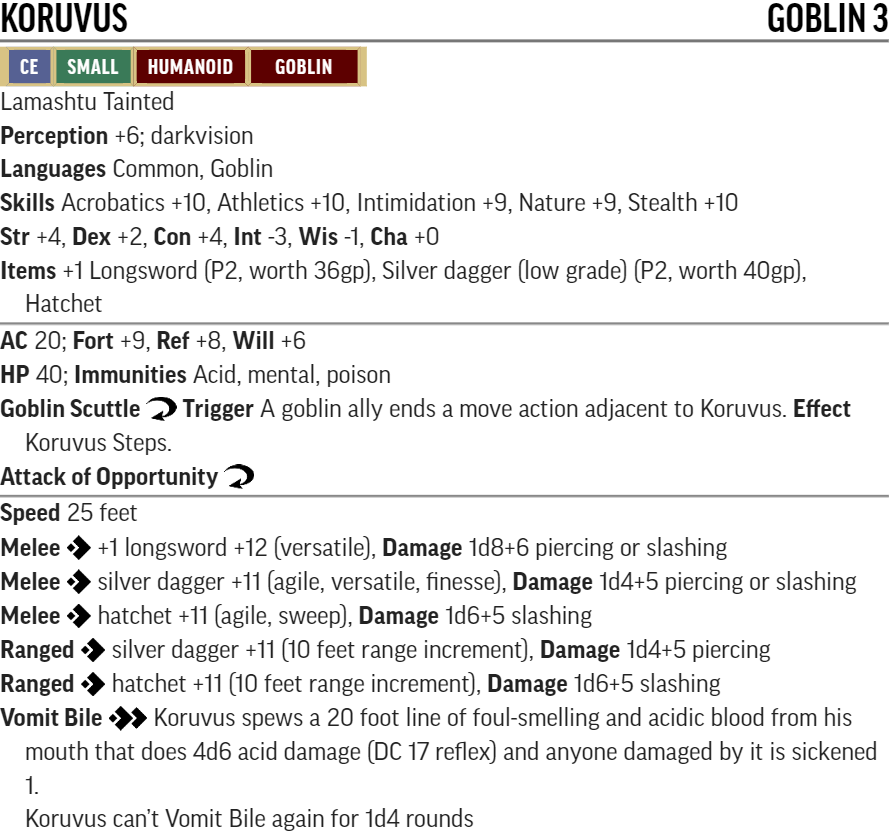 KORUVUS GOBLIN 3
CE SMALL HUMANOID GOBLIN
Lamashtu Tainted
Perception +6; darkvision
Languages Common, Goblin
Skills Acrobatics +10, Athletics +10, Intimidation +9, Nature +9, Stealth +10
Str +4, Dex +2, Con +4, Int -3, Wis -1, Cha +0
Items +1 Longsword (P2, worth 36gp), Silver dagger (low grade) (P2, worth 40gp),
Hatchet
AC 20; Fort +9, Ref +8, Will +6
HP 40; Immunities Acid, mental, poison
Goblin Scuttle Trigger A goblin ally ends a move action adjacent to Koruvus. Effect
Koruvus Steps.
Attack of Opportunity
Speed 25 feet
Melee +1 longsword +12 (versatile), Damage 1d8+6 piercing or slashing
Melee silver dagger +11 (agile, versatile, finesse), Damage 1d4+5 piercing or slashing
Melee hatchet +11 (agile, sweep), Damage 1d6+5 slashing
Ranged silver dagger +11 (10 feet range increment), Damage 1d4+5 piercing
Ranged hatchet +11 (10 feet range increment), Damage 1d6+5 slashing
Vomit Bile Koruvus spews a 20 foot line of foul-smelling and acidic blood from his
mouth that does 4d6 acid damage (DC 17 reflex) and anyone damaged by it is sickened
1.
Koruvus can't Vomit Bile again for 1d4 rounds